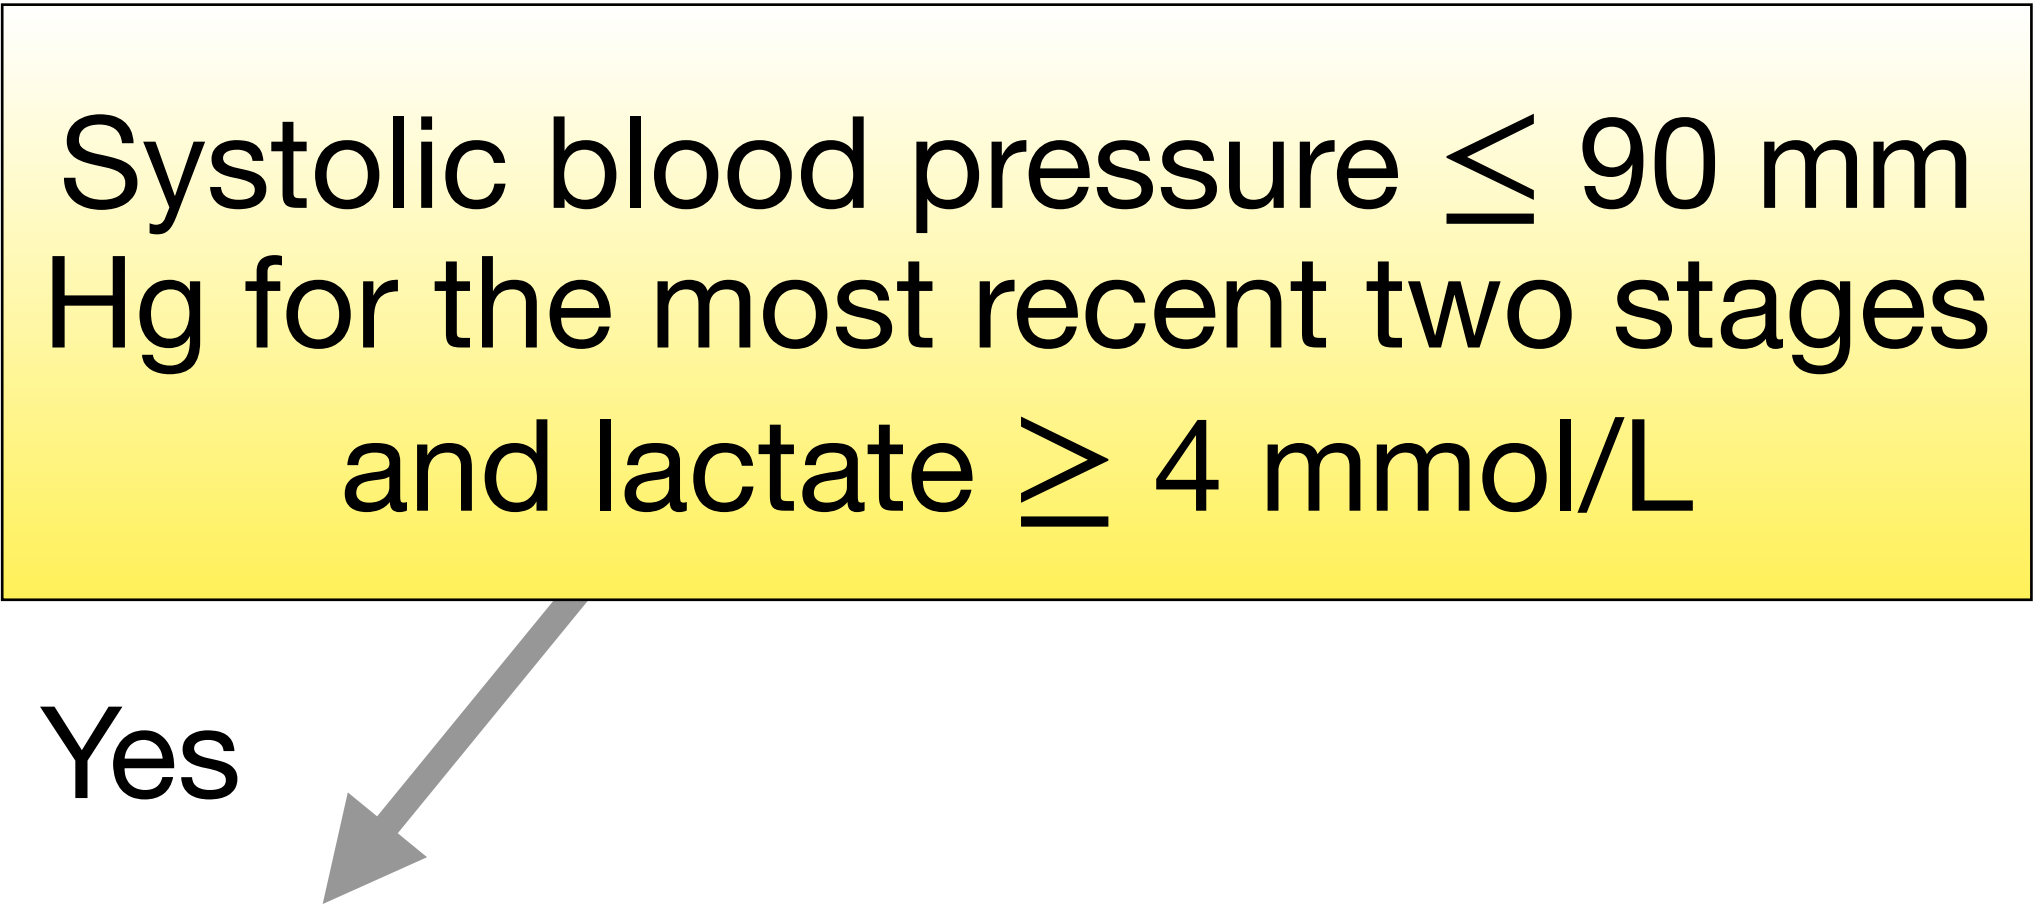 Systolic blood pressure ≤ 90 mm
Hg for the most recent two stages
and lactate ≥ 4 mmol/L
Yes